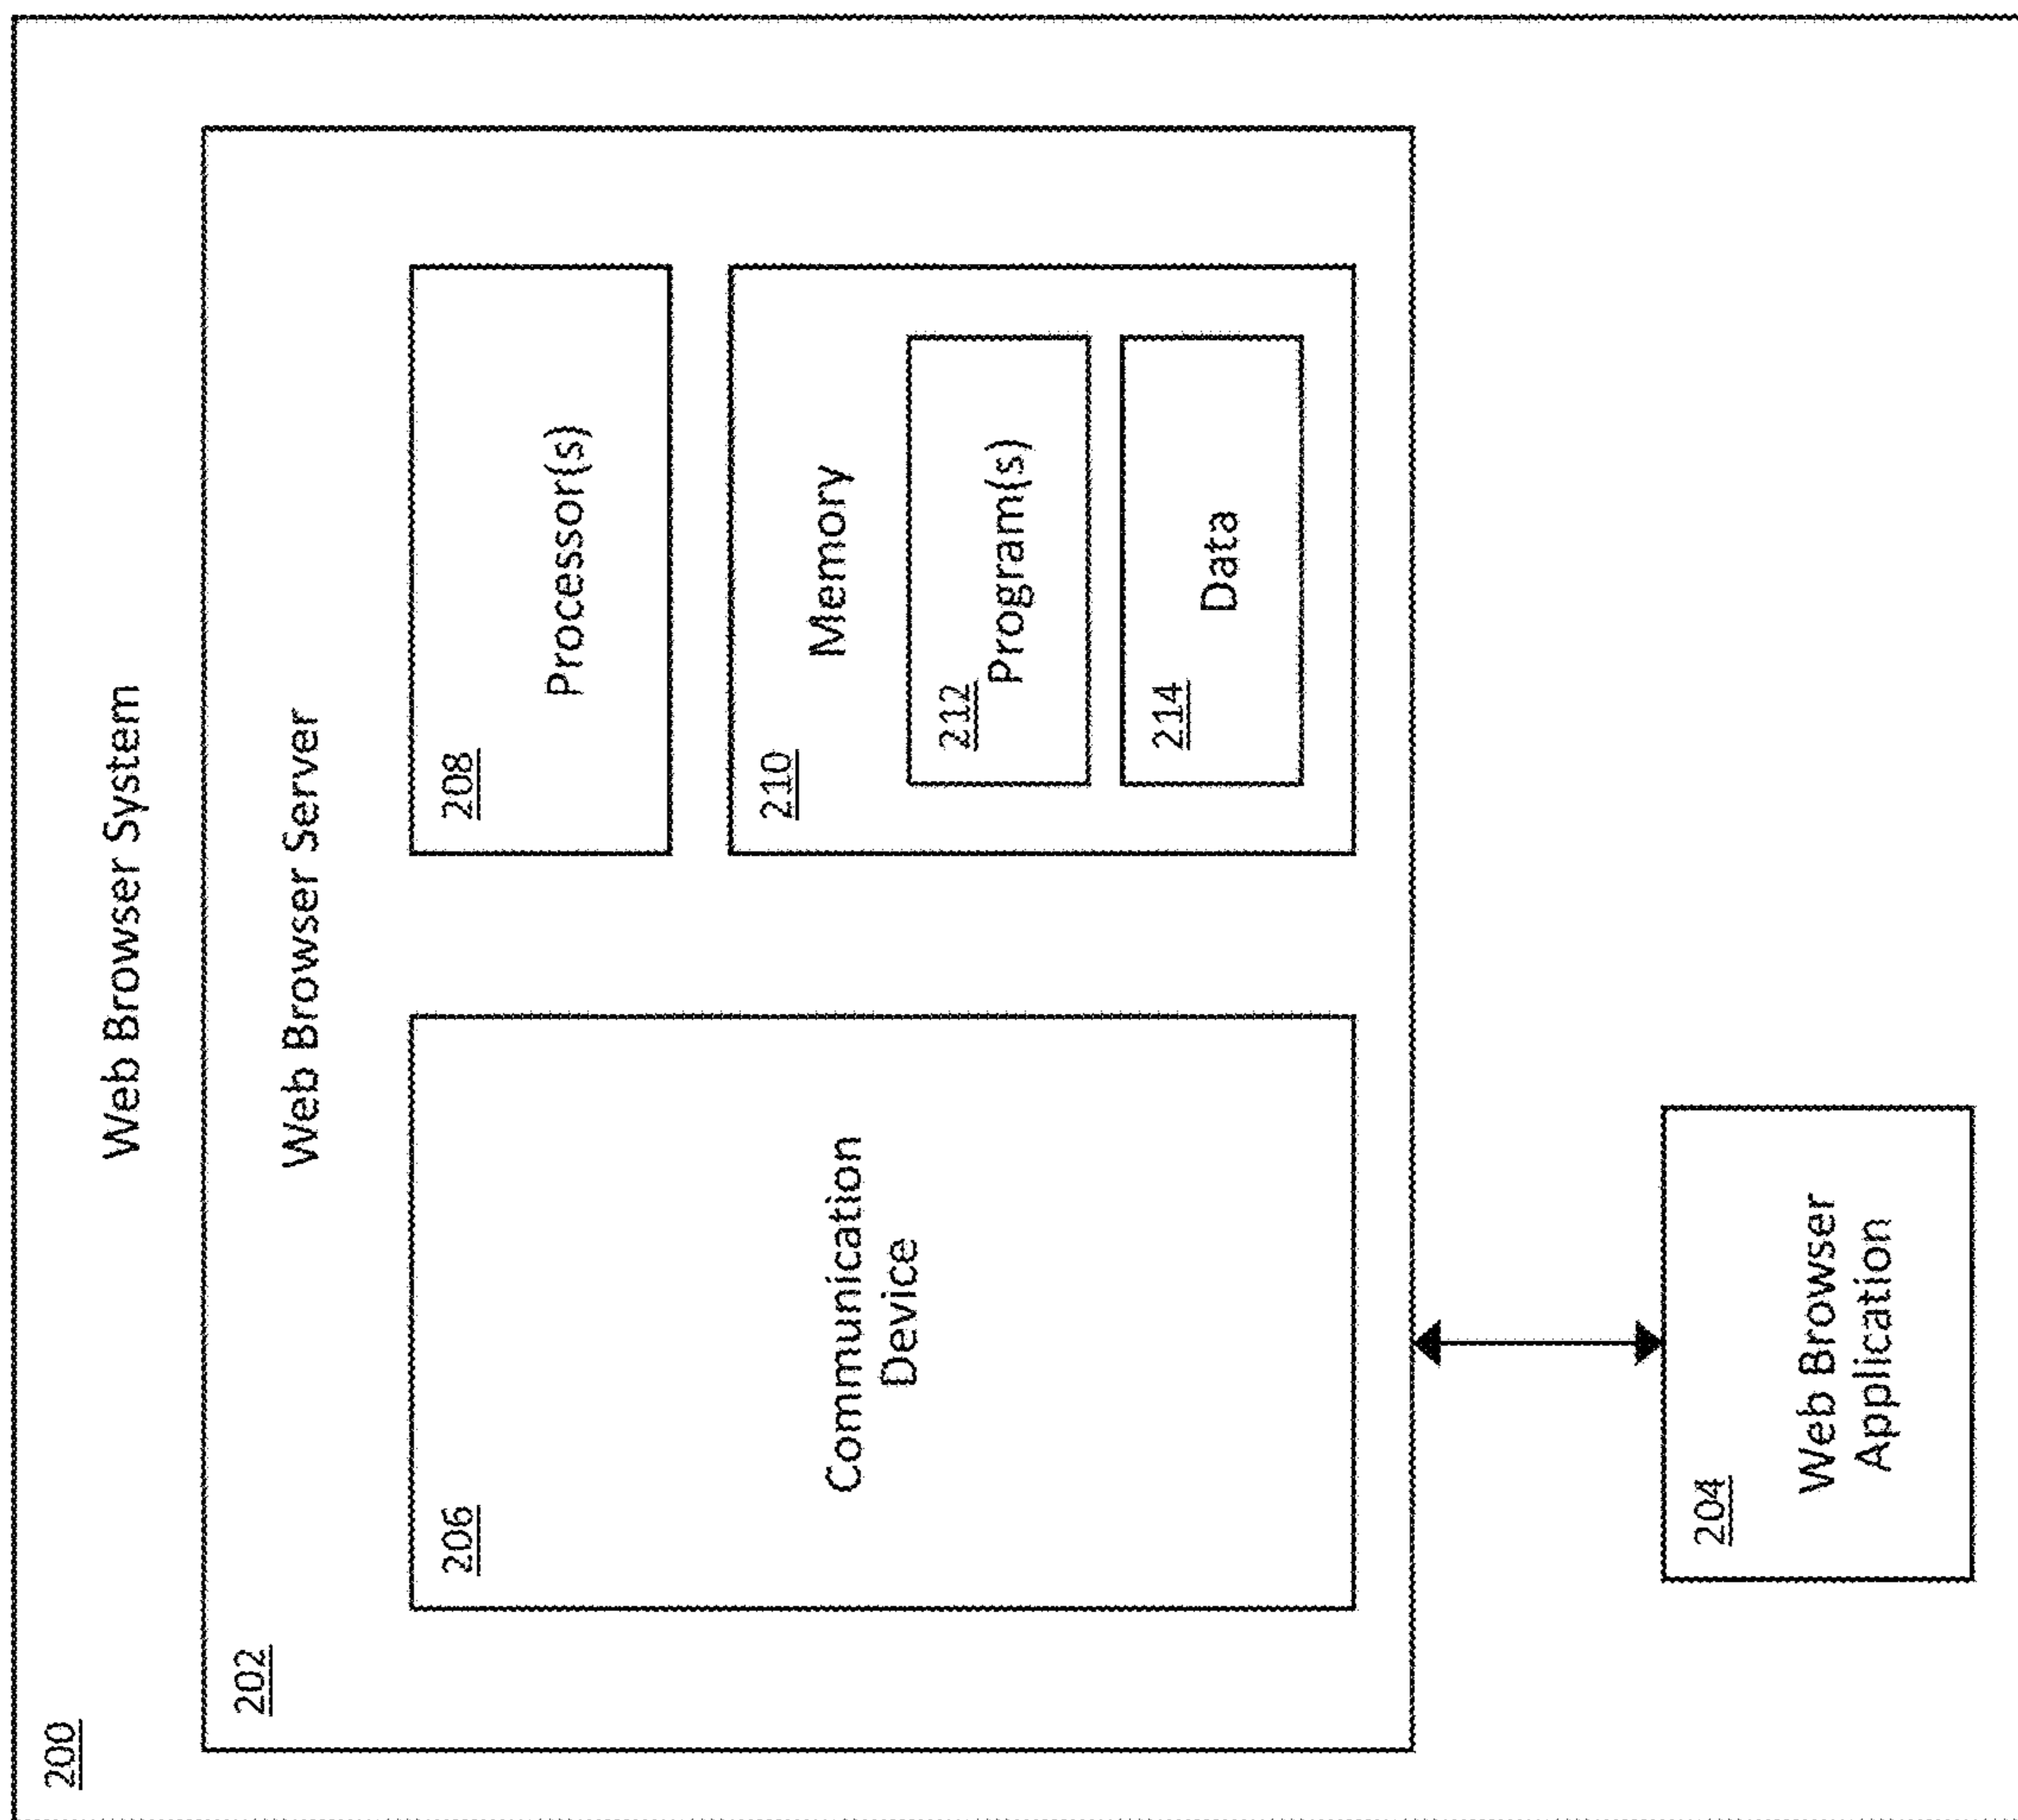 200
Web Browser System
202
Web Browser Server
206
Communication
Device
208
Processor(s)
210
Memory
212
Program(s)
214
Data
204
Web Browser
Application